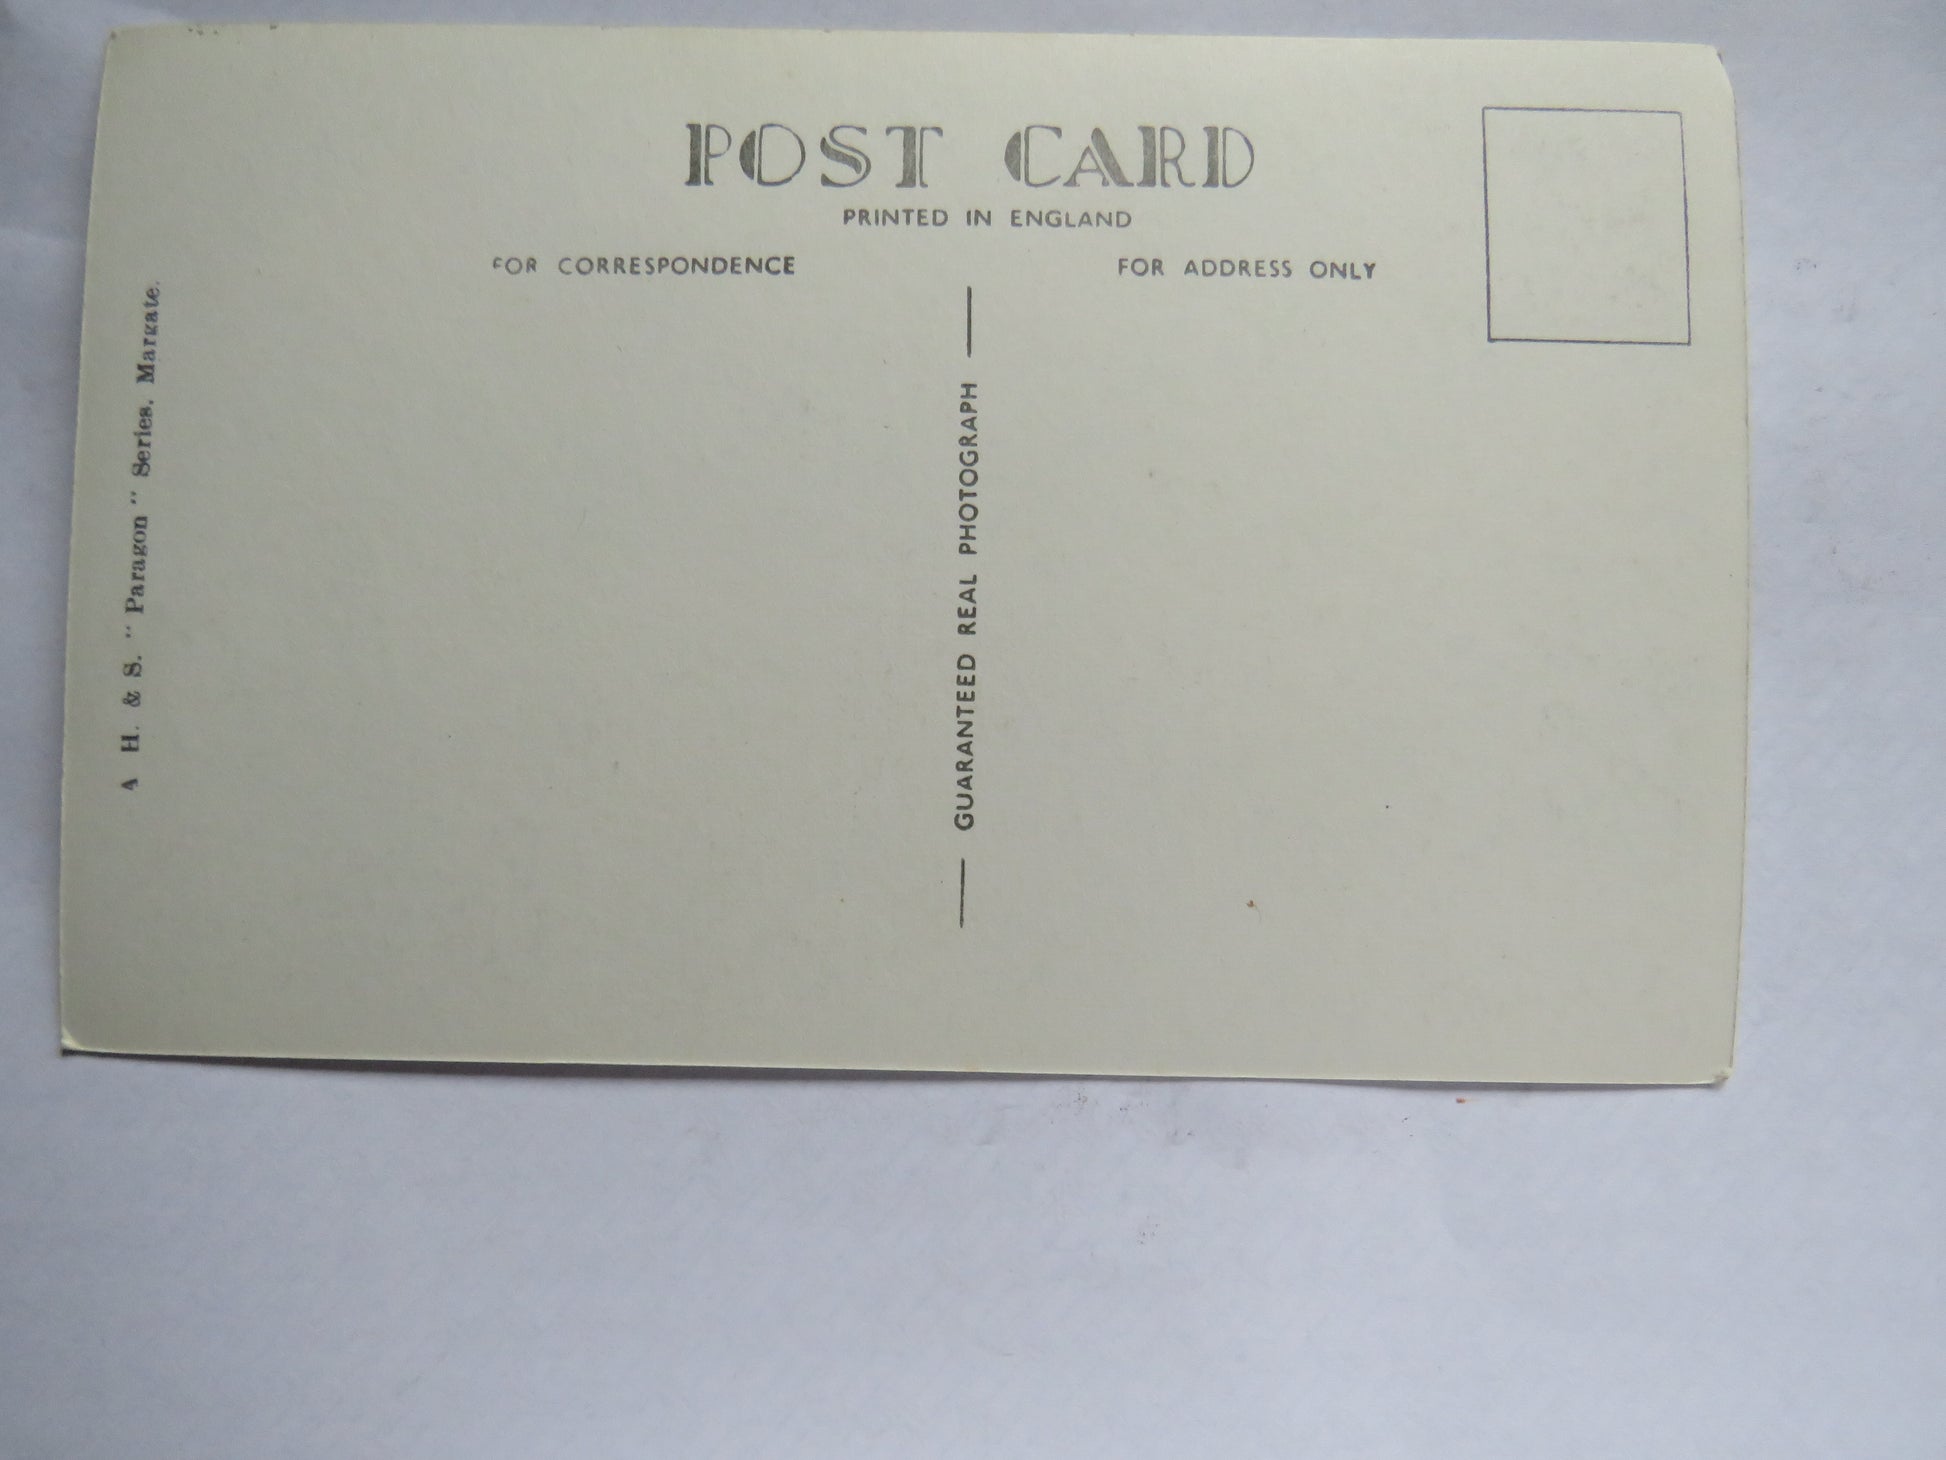 POST CARD
PRINTED IN ENGLAND
FOR CORRESPONDENCE
FOR ADDRESS ONLY
A H. & S. "Paragon" Series, Margate.
GUARANTEED REAL PHOTOGRAPH